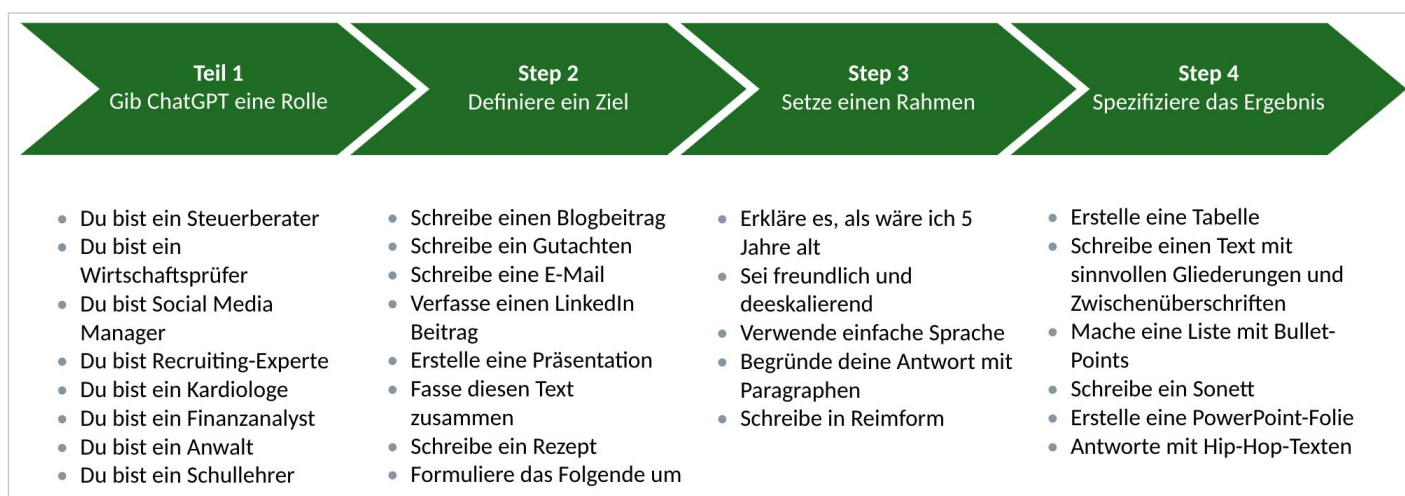 Teil 1
Gib ChatGPT eine Rolle
Step 2
Definiere ein Ziel
Step 3
Setze einen Rahmen
Step 4
Spezifiziere das Ergebnis
• Du bist ein Steuerberater
• Du bist ein
Wirtschaftsprüfer
• Du bist Social Media
Manager
• Du bist Recruiting-Experte
• Du bist ein Kardiologe
• Du bist ein Finanzanalyst
• Du bist ein Anwalt
• Du bist ein Schullehrer
• Schreibe einen Blogbeitrag
• Schreibe ein Gutachten
• Schreibe eine E-Mail
• Verfasse einen LinkedIn
Beitrag
• Erstelle eine Präsentation
• Fasse diesen Text
zusammen
• Schreibe ein Rezept
• Formuliere das Folgende um
• Erkläre es, als wäre ich 5
Jahre alt
• Sei freundlich und
deeskalierend
• Verwende einfache Sprache
• Begründe deine Antwort mit
Paragraphen
• Schreibe in Reimform
• Erstelle eine Tabelle
• Schreibe einen Text mit
sinnvollen Gliederungen und
Zwischenüberschriften
• Mache eine Liste mit Bullet-
Points
• Schreibe ein Sonett
• Erstelle eine PowerPoint-Folie
• Antworte mit Hip-Hop-Texten